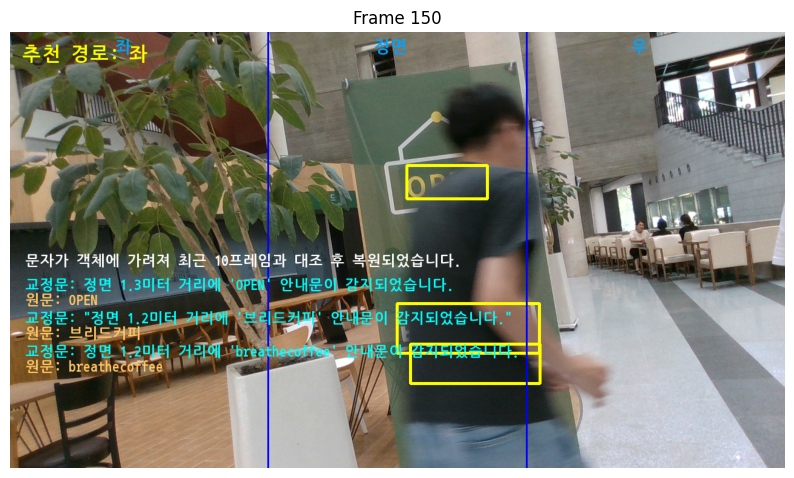 Frame 150
좌 정면 우
추천 경로: 좌
OP
문자가 객체에 가려져 최근 10프레임과 대조 후 복원되었습니다.
교정문: 정면 1.3미터 거리에 'OPEN' 안내문이 감지되었습니다.
원문: OPEN
교정문: "정면 1.2미터 거리에 '브리드커피' 안내문이 감지되었습니다."
원문: 브리드커피
교정문: 정면 1.2미터 거리에 'breathecoffee' 안내문이 감지되었습니다.
원문: breathecoffee